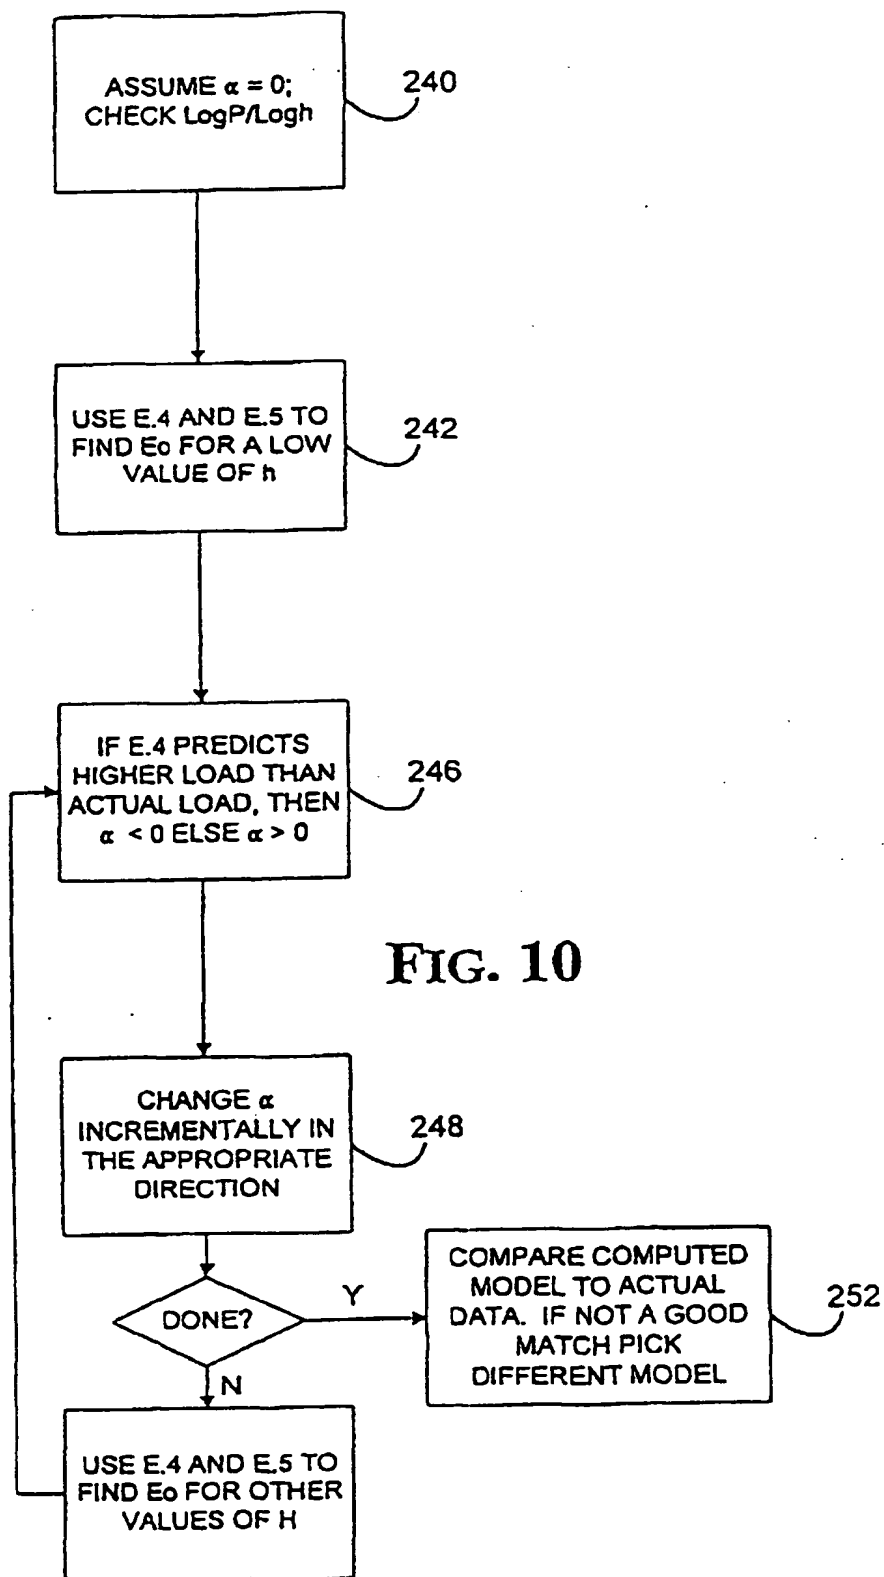 ASSUME α = 0;
CHECK LogP/Logh
240
USE E.4 AND E.5 TO
FIND Eo FOR A LOW
VALUE OF h
242
IF E.4 PREDICTS
HIGHER LOAD THAN
ACTUAL LOAD, THEN
α < 0 ELSE α > 0
246
FIG. 10
CHANGE α
INCREMENTALLY IN
THE APPROPRIATE
DIRECTION
248
DONE?
Y
N
COMPARE COMPUTED
MODEL TO ACTUAL
DATA. IF NOT A GOOD
MATCH PICK
DIFFERENT MODEL
252
USE E.4 AND E.5 TO
FIND Eo FOR OTHER
VALUES OF H